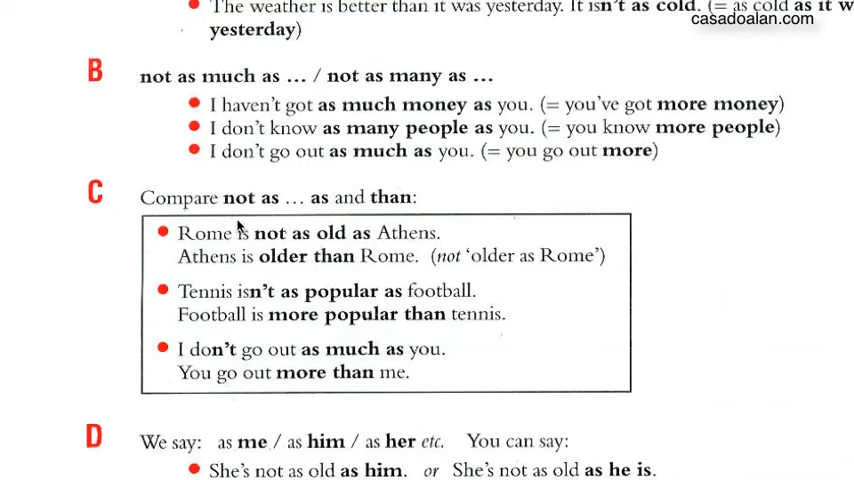 The weather is better than it was yesterday. It isn't as cold. (= as cold as it w
casadoalan.com
yesterday)
B
not as much as … / not as many as …
I haven't got as much money as you. (= you've got more money)
I don't know as many people as you. (= you know more people)
I don't go out as much as you. (= you go out more)
C
Compare not as … as and than:
Rome is not as old as Athens.
Athens is older than Rome. (not 'older as Rome')
Tennis isn't as popular as football.
Football is more popular than tennis.
I don't go out as much as you.
You go out more than me.
D
We say: as me / as him / as her etc. You can say:
She's not as old as him. or She's not as old as he is.